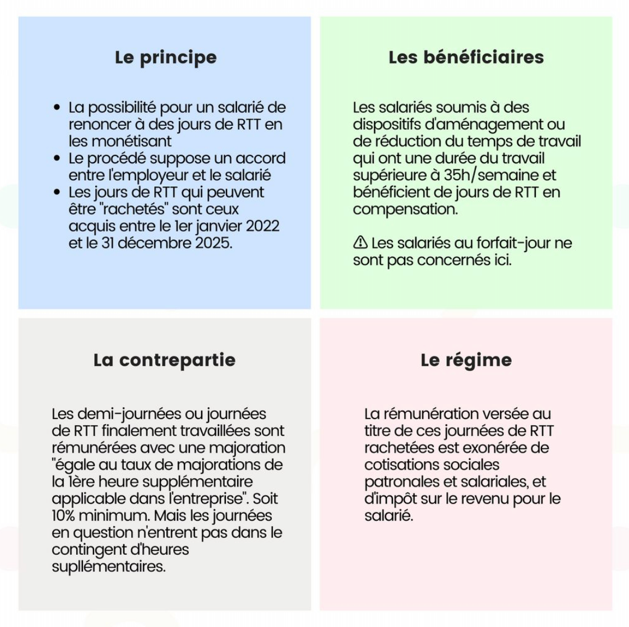 Le principe
La possibilité pour un salarié de
renoncer à des jours de RTT en
les monétisant
Le procédé suppose un accord
entre l'employeur et le salarié
Les jours de RTT qui peuvent
être "rachetés" sont ceux
acquis entre le 1er janvier 2022
et le 31 décembre 2025.
Les bénéficiaires
Les salariés soumis à des
dispositifs d'aménagement ou
de réduction du temps de travail
qui ont une durée du travail
supérieure à 35h/semaine et
bénéficient de jours de RTT en
compensation.
⚠ Les salariés au forfait-jour ne
sont pas concernés ici.
La contrepartie
Les demi-journées ou journées
de RTT finalement travaillées sont
rémunérées avec une majoration
"égale au taux de majorations de
la 1ère heure supplémentaire
applicable dans l'entreprise". Soit
10% minimum. Mais les journées
en question n'entrent pas dans le
contingent d'heures
supllémentaires.
Le régime
La rémunération versée au
titre de ces journées de RTT
rachetées est exonérée de
cotisations sociales
patronales et salariales, et
d'impôt sur le revenu pour le
salarié.